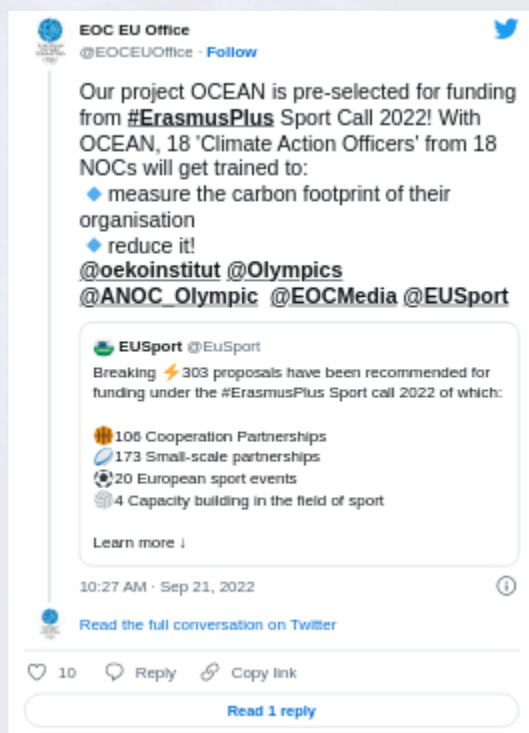 EOC EU Office
@EOCEUOffice · Follow
Our project OCEAN is pre-selected for funding
from #ErasmusPlus Sport Call 2022! With
OCEAN, 18 'Climate Action Officers' from 18
NOCs will get trained to:
🔹measure the carbon footprint of their
organisation
🔹reduce it!
@oekoinstitut @Olympics
@ANOC_Olympic @EOCMedia @EUSport
EUSport @EuSport
Breaking ⚡303 proposals have been recommended for
funding under the #ErasmusPlus Sport call 2022 of which:
🏀106 Cooperation Partnerships
🏉173 Small-scale partnerships
⚽20 European sport events
🏐4 Capacity building in the field of sport
Learn more ↓
10:27 AM · Sep 21, 2022
Read the full conversation on Twitter
10 Reply Copy link
Read 1 reply